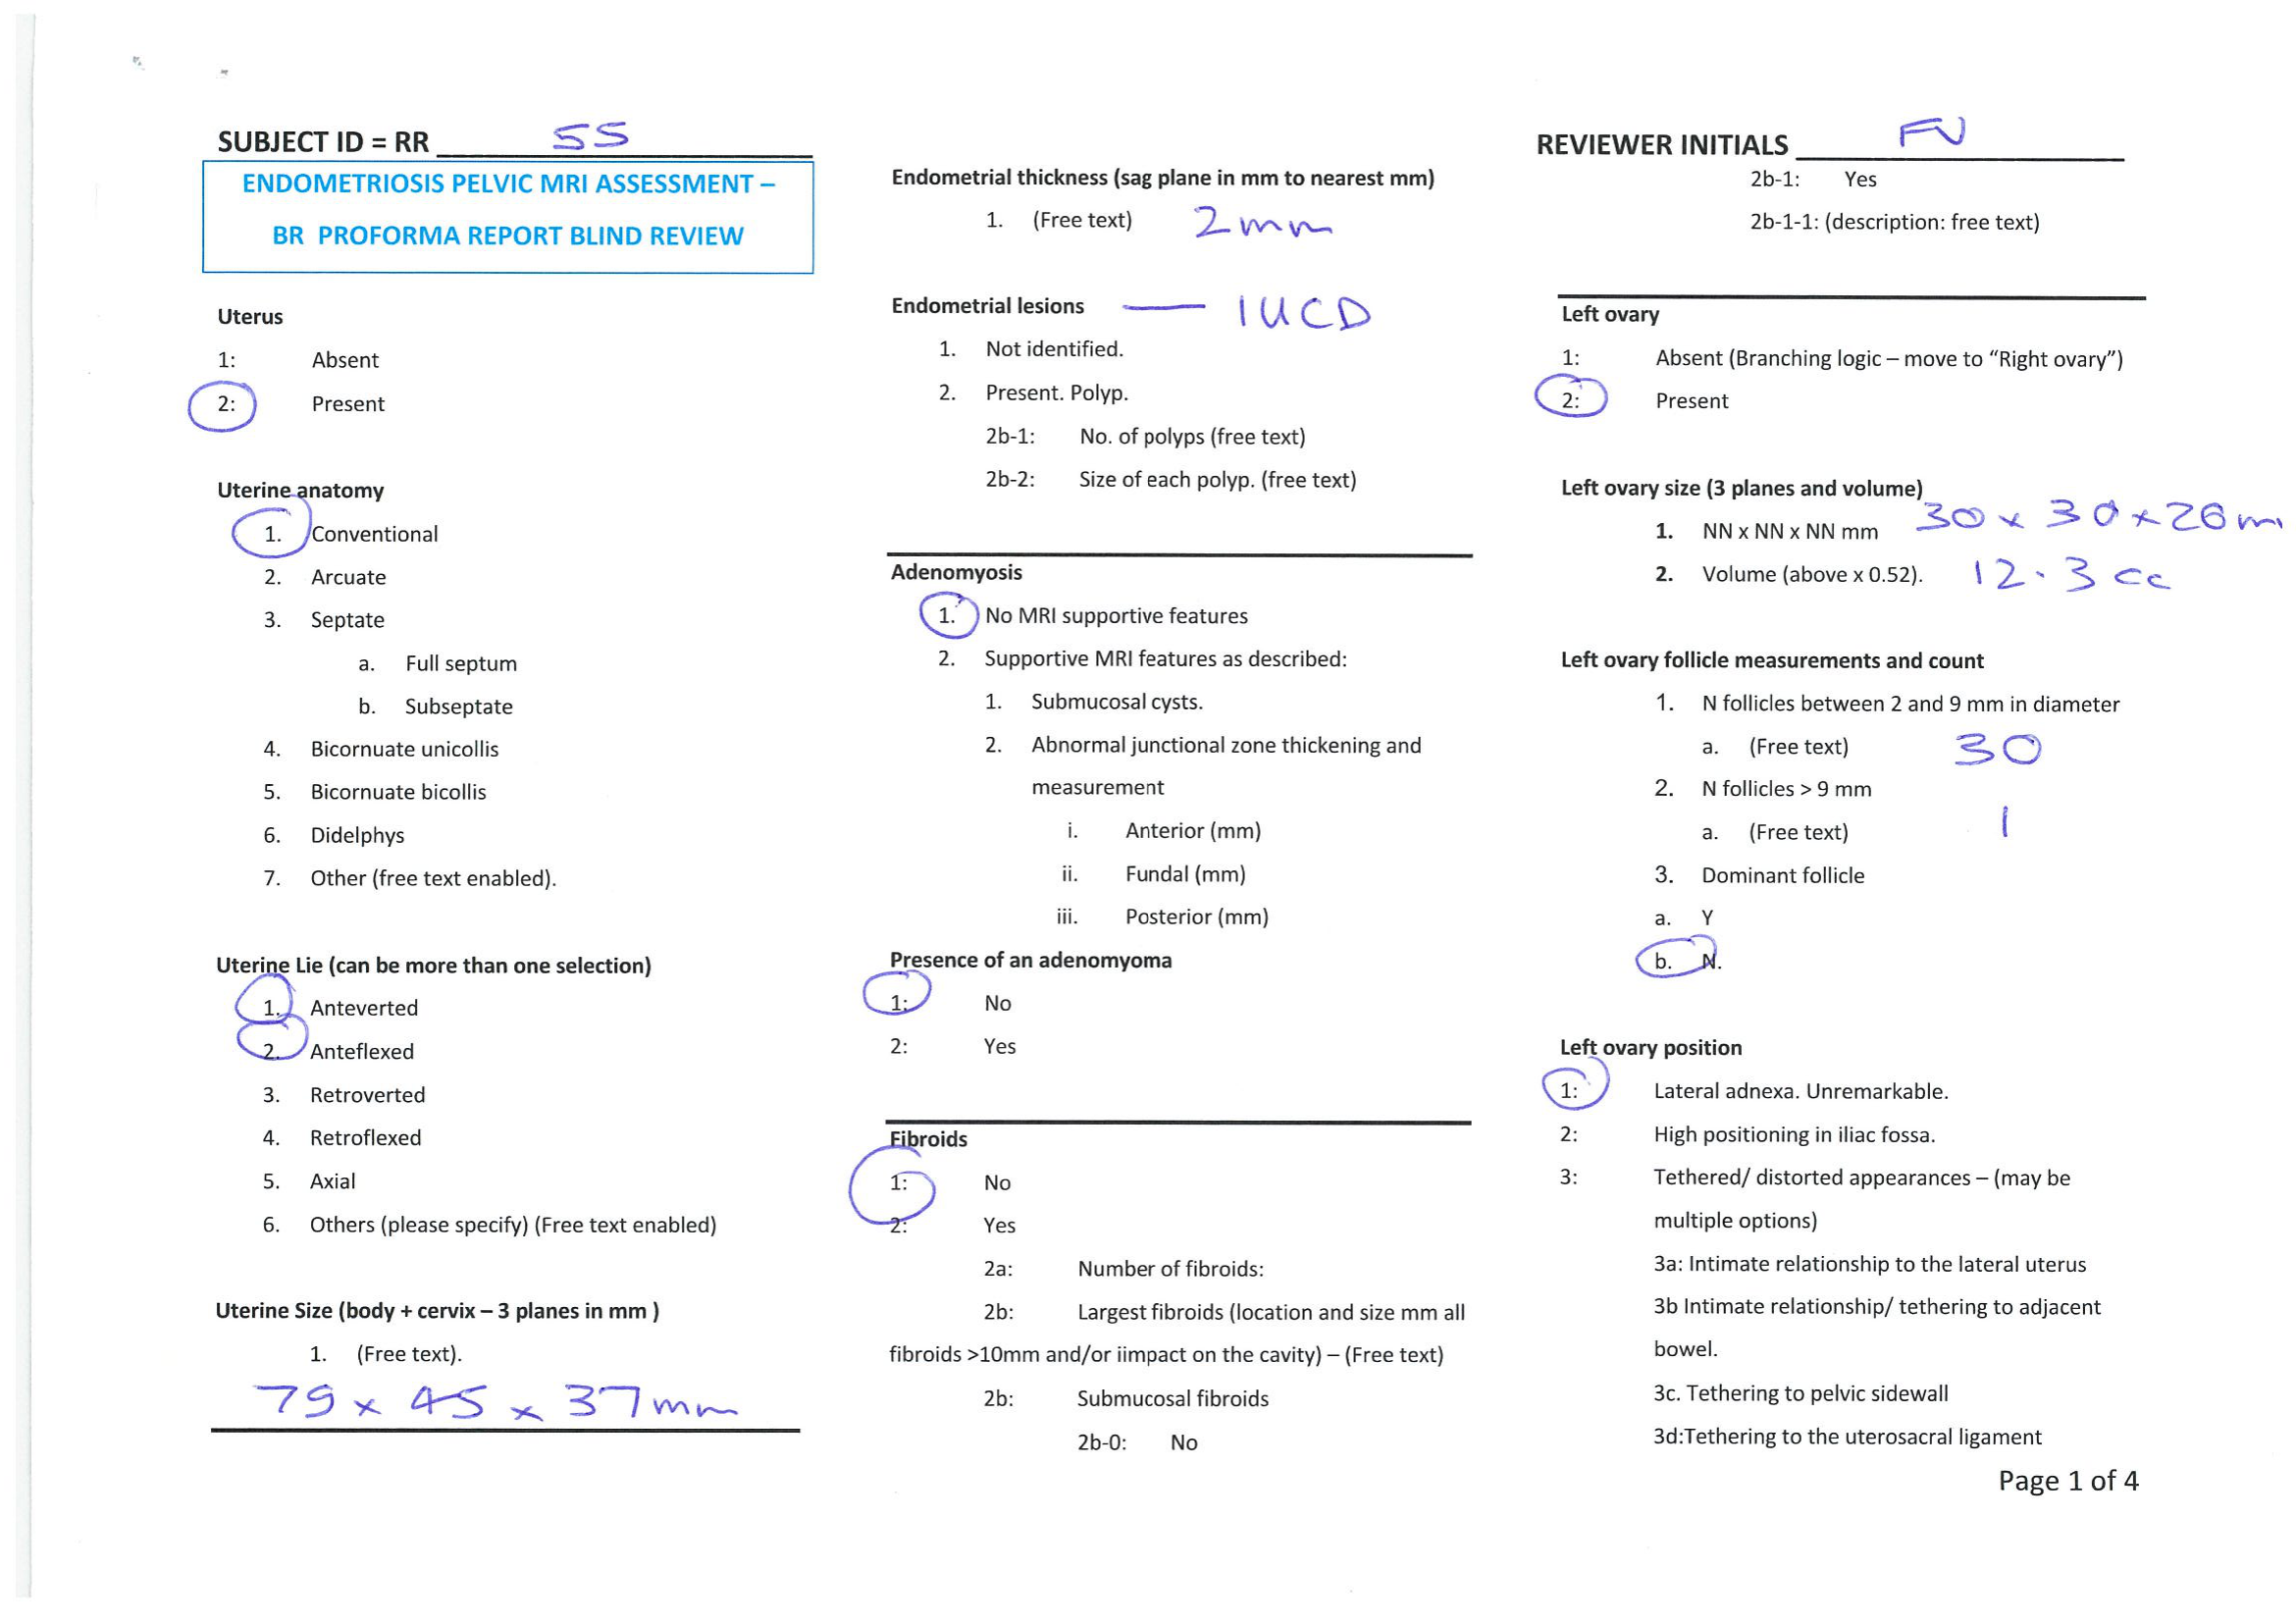 SUBJECT ID = RR 55
ENDOMETRIOSIS PELVIC MRI ASSESSMENT –
BR PROFORMA REPORT BLIND REVIEW
Uterus
1: Absent
2: Present
Uterine anatomy
1. Conventional
2. Arcuate
3. Septate
a. Full septum
b. Subseptate
4. Bicornuate unicollis
5. Bicornuate bicollis
6. Didelphys
7. Other (free text enabled).
Uterine Lie (can be more than one selection)
1. Anteverted
2. Anteflexed
3. Retroverted
4. Retroflexed
5. Axial
6. Others (please specify) (Free text enabled)
Uterine Size (body + cervix – 3 planes in mm )
1. (Free text).
79 x 45 x 37mm
Endometrial thickness (sag plane in mm to nearest mm)
1. (Free text) 2mm
Endometrial lesions — IUCD
1. Not identified.
2. Present. Polyp.
2b-1: No. of polyps (free text)
2b-2: Size of each polyp. (free text)
Adenomyosis
1. No MRI supportive features
2. Supportive MRI features as described:
1. Submucosal cysts.
2. Abnormal junctional zone thickening and
measurement
i. Anterior (mm)
ii. Fundal (mm)
iii. Posterior (mm)
Presence of an adenomyoma
1: No
2: Yes
Fibroids
1: No
2: Yes
2a: Number of fibroids:
2b: Largest fibroids (location and size mm all
fibroids >10mm and/or iimpact on the cavity) – (Free text)
2b: Submucosal fibroids
2b-0: No
REVIEWER INITIALS FV
2b-1: Yes
2b-1-1: (description: free text)
Left ovary
1: Absent (Branching logic – move to “Right ovary”)
2: Present
Left ovary size (3 planes and volume)
1. NN x NN x NN mm 30 x 30 x 26m
2. Volume (above x 0.52). 12.3 cc
Left ovary follicle measurements and count
1. N follicles between 2 and 9 mm in diameter
a. (Free text) 30
2. N follicles > 9 mm
a. (Free text) 1
3. Dominant follicle
a. Y
b. N.
Left ovary position
1: Lateral adnexa. Unremarkable.
2: High positioning in iliac fossa.
3: Tethered/ distorted appearances – (may be
multiple options)
3a: Intimate relationship to the lateral uterus
3b Intimate relationship/ tethering to adjacent
bowel.
3c. Tethering to pelvic sidewall
3d:Tethering to the uterosacral ligament
Page 1 of 4